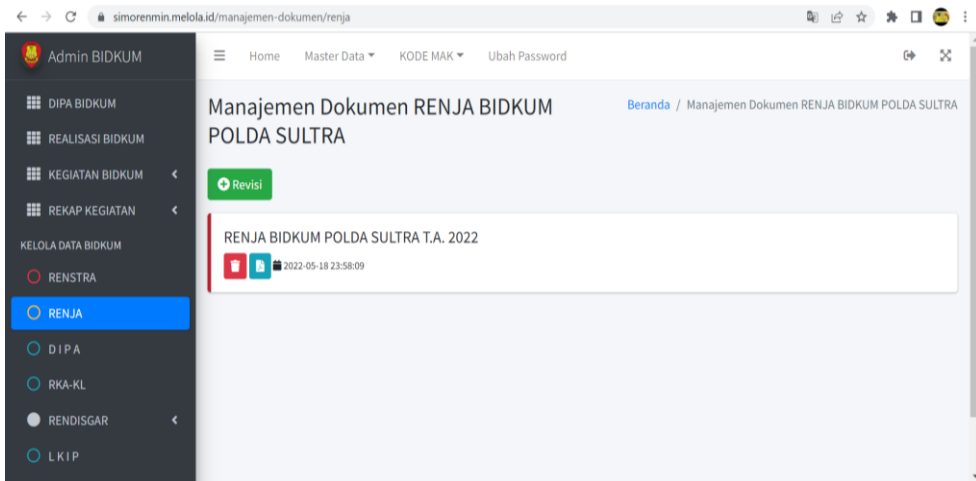 simorenmin.melola.id/manajemen-dokumen/renja
Admin BIDKUM
Home Master Data KODE MAK Ubah Password
DIPA BIDKUM
REALISASI BIDKUM
KEGIATAN BIDKUM
REKAP KEGIATAN
KELOLA DATA BIDKUM
RENSTRA
RENJA
D I P A
RKA-KL
RENDISGAR
L K I P
Manajemen Dokumen RENJA BIDKUM
POLDA SULTRA
Beranda / Manajemen Dokumen RENJA BIDKUM POLDA SULTRA
Revisi
RENJA BIDKUM POLDA SULTRA T.A. 2022
2022-05-18 23:58:09